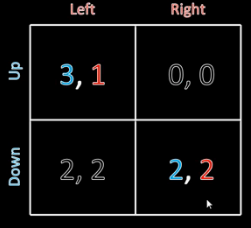 Left Right
Up 3, 1 0, 0
Down 2, 2 2, 2